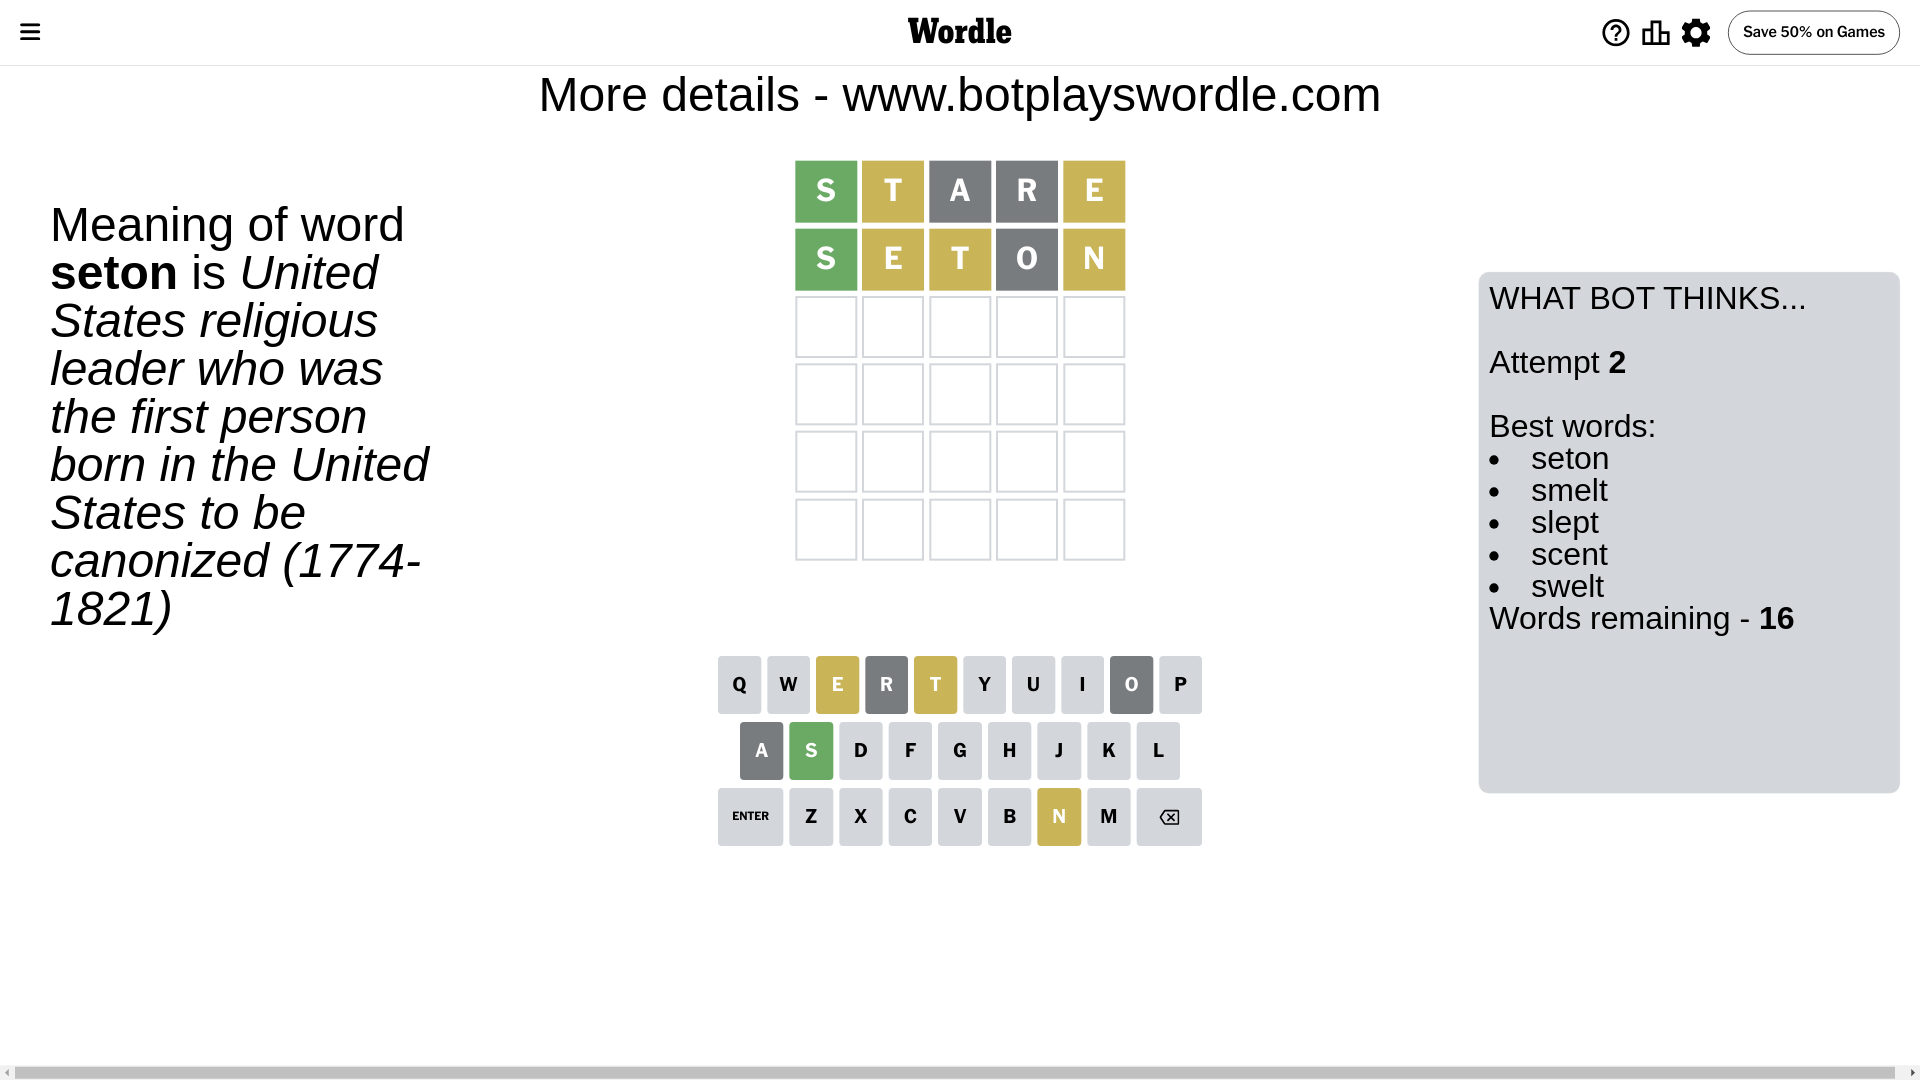 Wordle
Save 50% on Games
More details - www.botplayswordle.com
Meaning of word
seton is United
States religious
leader who was
the first person
born in the United
States to be
canonized (1774-
1821)
S T A R E
S E T O N
WHAT BOT THINKS...
Attempt 2
Best words:
• seton
• smelt
• slept
• scent
• swelt
Words remaining - 16
Q W E R T Y U I O P
A S D F G H J K L
ENTER Z X C V B N M